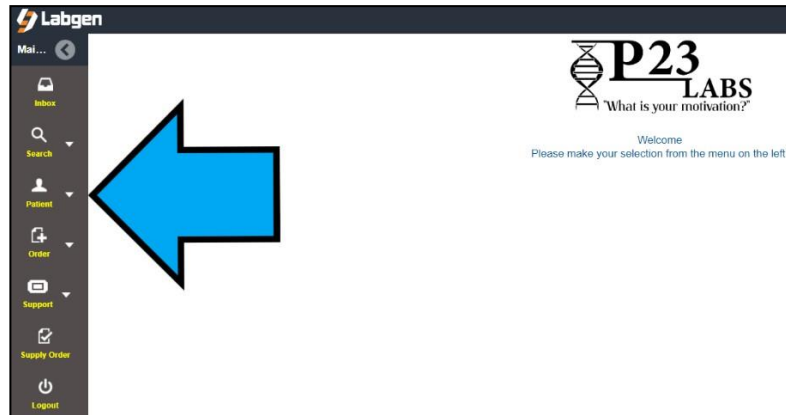 Labgen
Mai...
Inbox
Search
Patient
Order
Support
Supply Order
Logout
P23
LABS
"What is your motivation?"
Welcome
Please make your selection from the menu on the left